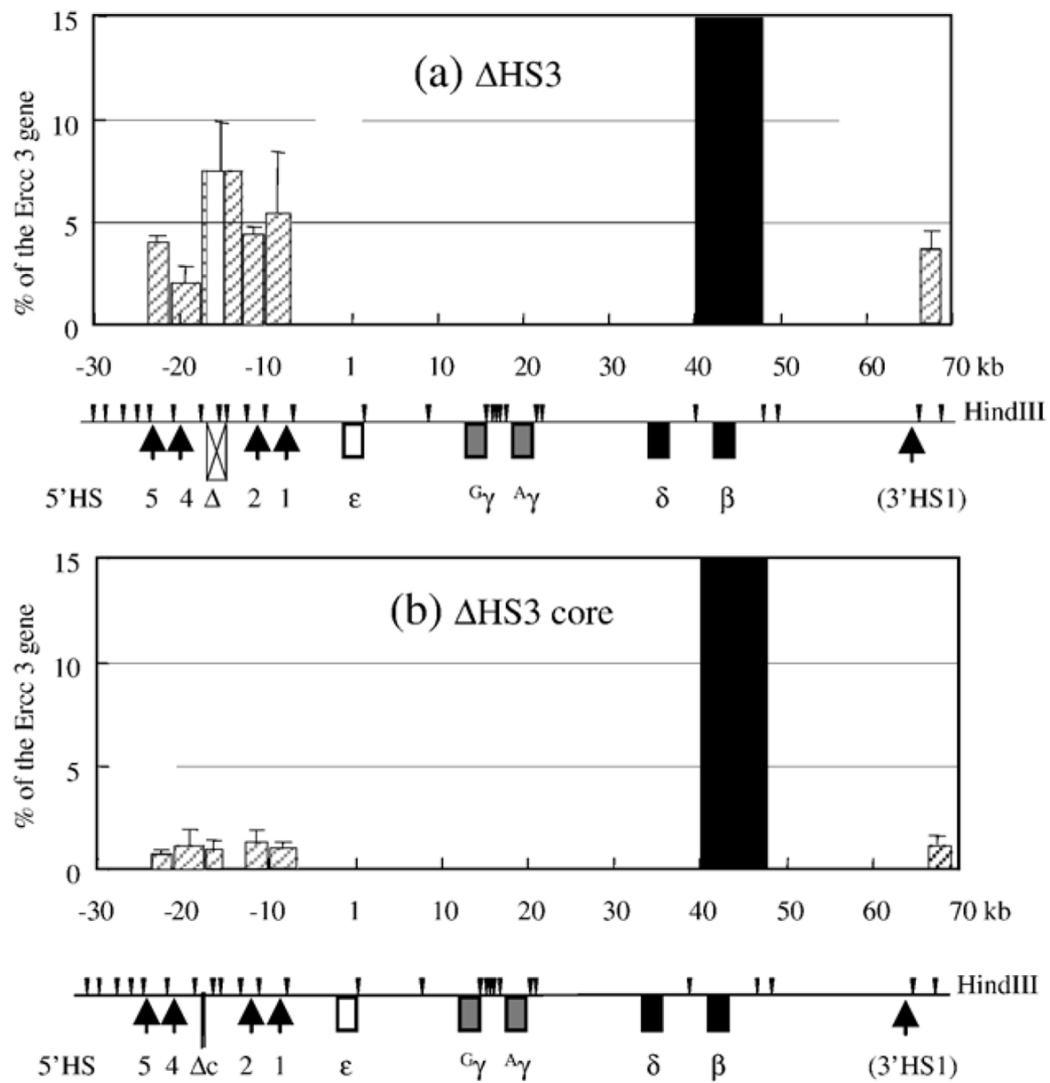 15
(a) ΔHS3
10
5
0
% of the Ercc 3 gene
-30 -20 -10 1 10 20 30 40 50 60 70 kb
HindIII
5'HS 5 4 Δ 2 1 ε Gγ Aγ δ β (3'HS1)
15
(b) ΔHS3 core
10
5
0
% of the Ercc 3 gene
-30 -20 -10 1 10 20 30 40 50 60 70 kb
HindIII
5'HS 5 4 Δc 2 1 ε Gγ Aγ δ β (3'HS1)